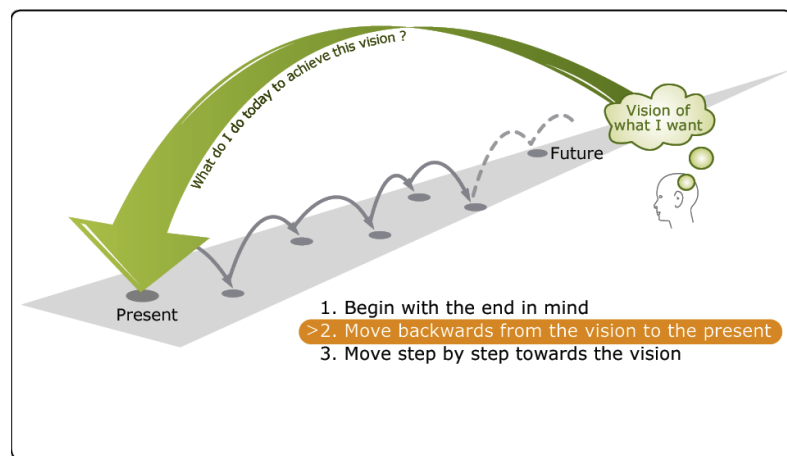 What do I do today to achieve this vision ?
Vision of
what I want
Future
Present
1. Begin with the end in mind
>2. Move backwards from the vision to the present
3. Move step by step towards the vision